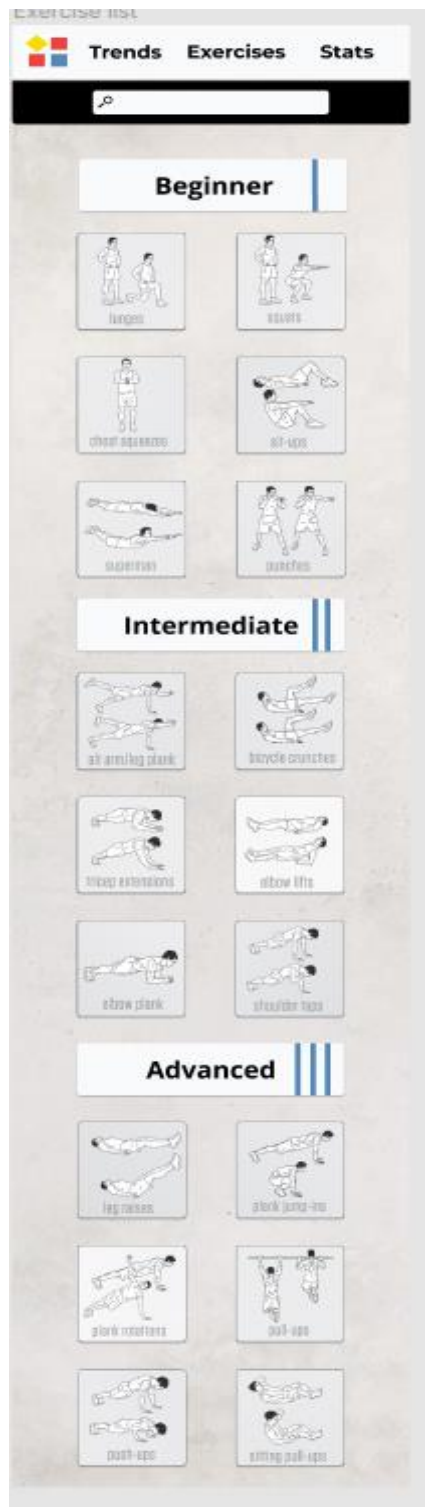 Exercise list
Trends Exercises Stats
Beginner
lunges squats
chest squeezes sit-ups
superman punches
Intermediate
alt arm/leg plank bicycle crunches
tricep extensions elbow lifts
elbow plank shoulder taps
Advanced
leg raises plank jump-ins
plank rotations pull-ups
push-ups sitting pull-ups